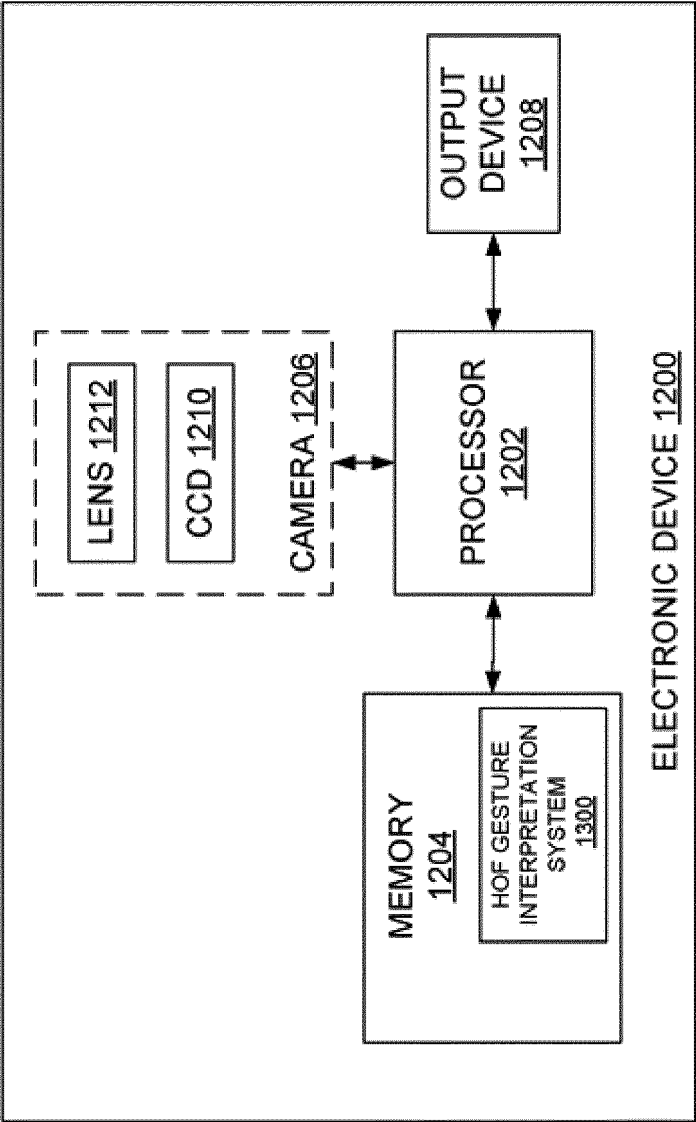 LENS 1212
CCD 1210
CAMERA 1206
MEMORY
1204
HOF GESTURE
INTERPRETATION
SYSTEM
1300
PROCESSOR
1202
OUTPUT
DEVICE
1208
ELECTRONIC DEVICE 1200